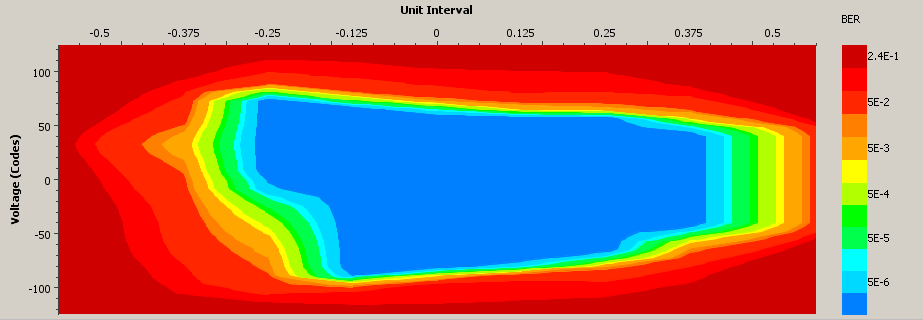 Unit Interval
BER
-0.5 -0.375 -0.25 -0.125 0 0.125 0.25 0.375 0.5
2.4E-1
100
5E-2
50
5E-3
Voltage (Codes)
0
5E-4
-50
5E-5
5E-6
-100